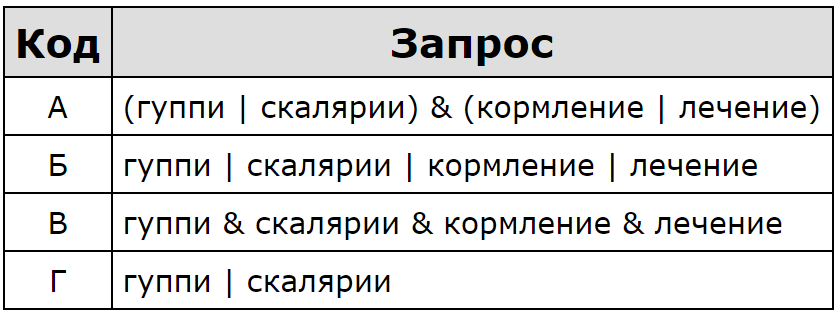 Код Запрос
А (гуппи | скалярии) & (кормление | лечение)
Б гуппи | скалярии | кормление | лечение
В гуппи & скалярии & кормление & лечение
Г гуппи | скалярии